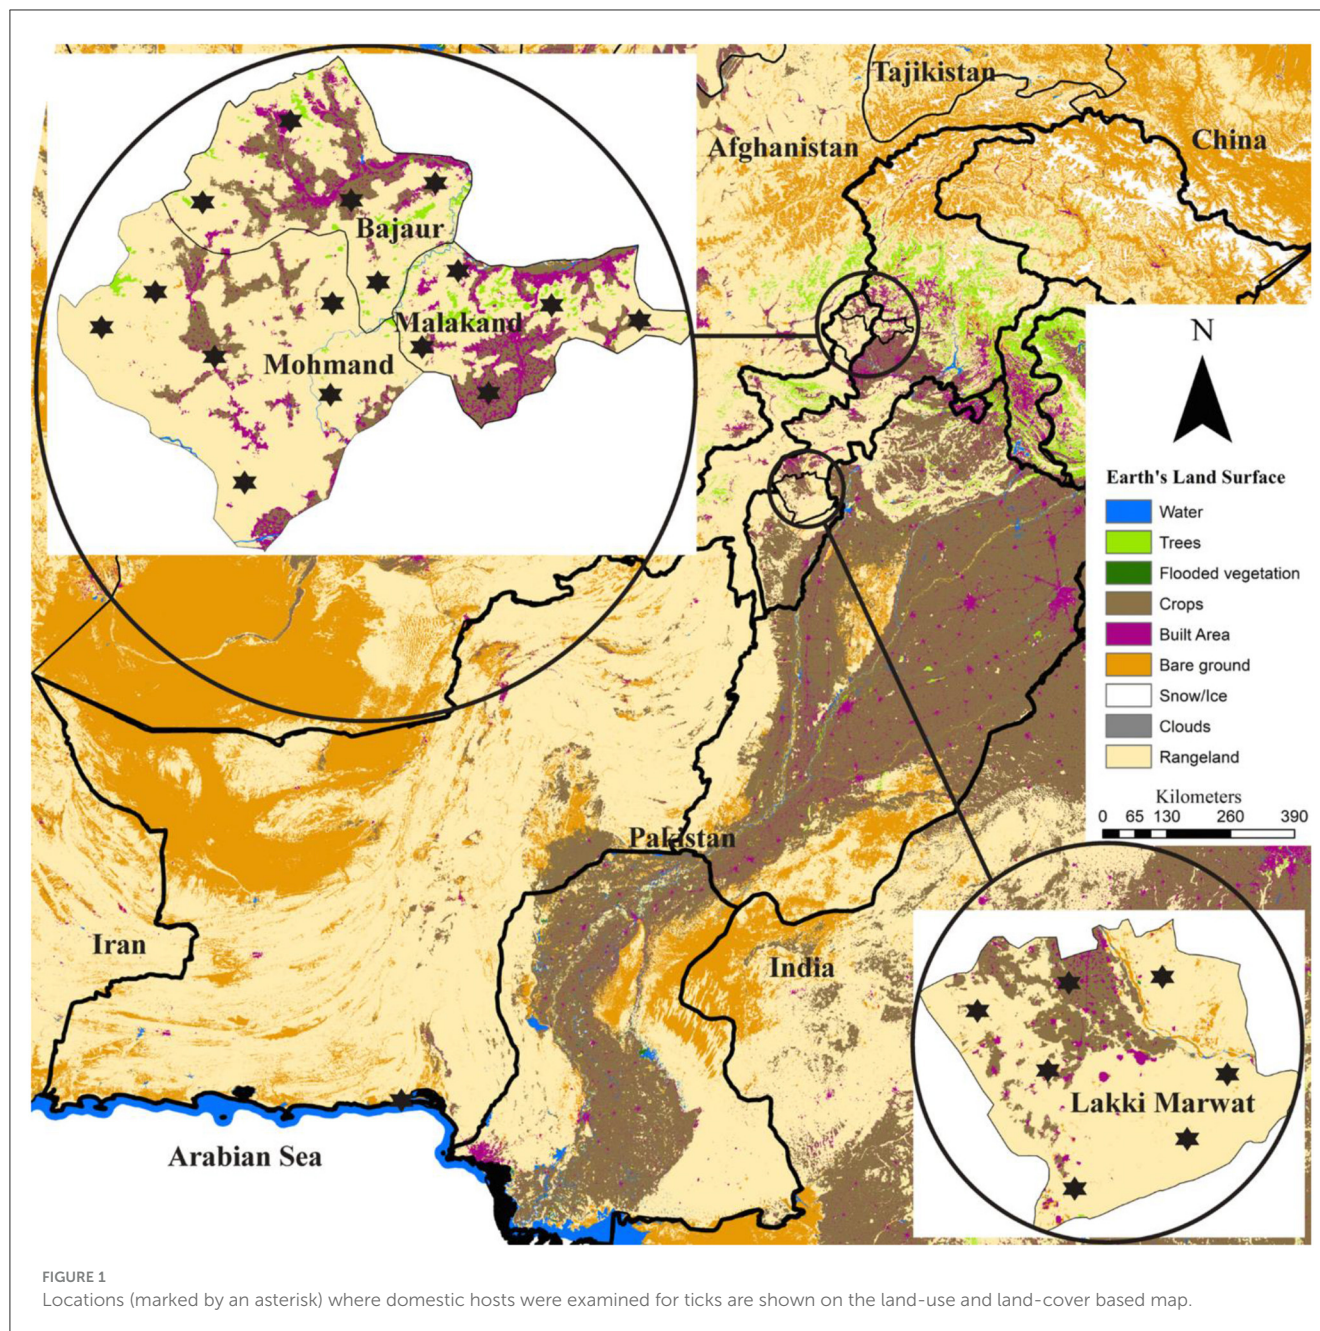 Tajikistan
Afghanistan
China
Bajaur
Malakand
Mohmand
N
Earth's Land Surface
Water
Trees
Flooded vegetation
Crops
Built Area
Bare ground
Snow/Ice
Clouds
Rangeland
Kilometers
0 65 130 260 390
Pakistan
Iran
India
Lakki Marwat
Arabian Sea
FIGURE 1
Locations (marked by an asterisk) where domestic hosts were examined for ticks are shown on the land-use and land-cover based map.